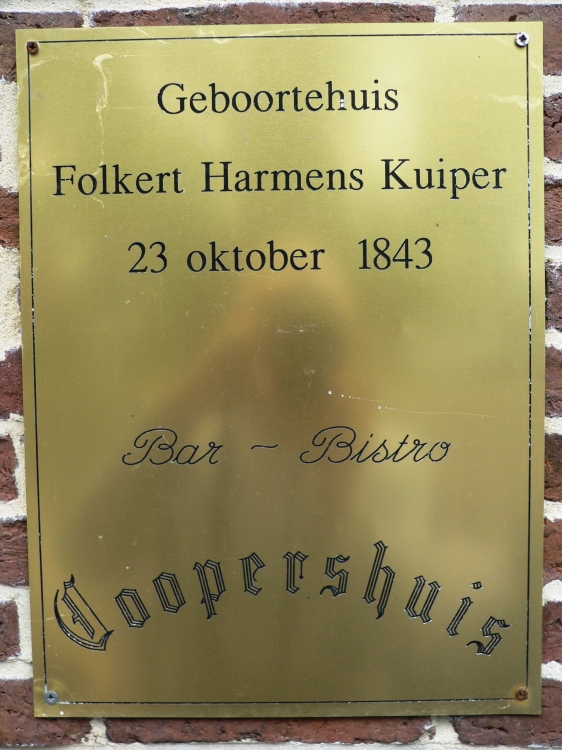 Geboortehuis
Folkert Harmens Kuiper
23 oktober 1843
Bar ~ Bistro
Coopershuis